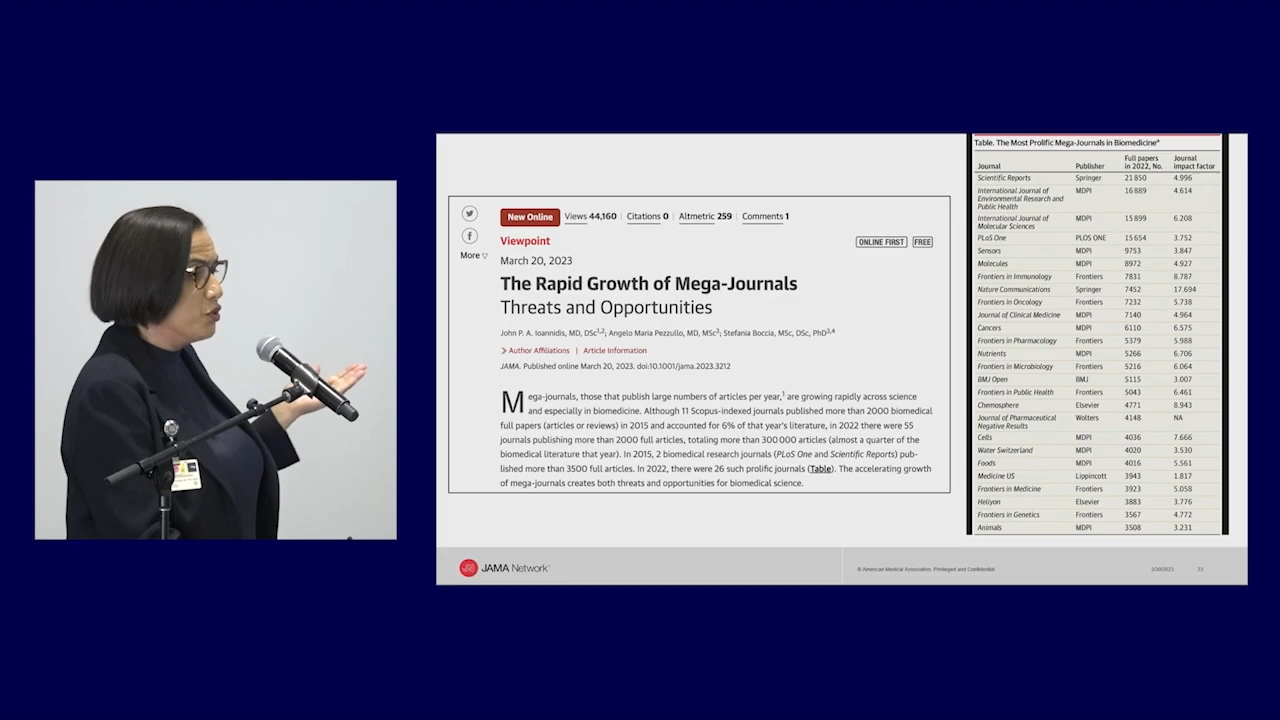 New Online
Views 44,160 | Citations 0 | Altmetric 259 | Comments 1
Viewpoint
ONLINE FIRST FREE
More
March 20, 2023
The Rapid Growth of Mega-Journals
Threats and Opportunities
John P. A. Ioannidis, MD, DSc1,2; Angelo Maria Pezzullo, MD, MSc3; Stefania Boccia, MSc, DSc, PhD3,4
Author Affiliations | Article Information
JAMA. Published online March 20, 2023. doi:10.1001/jama.2023.3212
Mega-journals, those that publish large numbers of articles per year,1 are growing rapidly across science
and especially in biomedicine. Although 11 Scopus-indexed journals published more than 2000 biomedical
full papers (articles or reviews) in 2015 and accounted for 6% of that year's literature, in 2022 there were 55
journals publishing more than 2000 full articles, totaling more than 300 000 articles (almost a quarter of the
biomedical literature that year). In 2015, 2 biomedical research journals (PLoS One and Scientific Reports) pub-
lished more than 3500 full articles. In 2022, there were 26 such prolific journals (Table). The accelerating growth
of mega-journals creates both threats and opportunities for biomedical science.
Table. The Most Prolific Mega-Journals in Biomedicine
Journal Publisher Full papers in 2022, No. Journal impact factor
Scientific Reports Springer 21 850 4.996
International Journal of Environmental Research and Public Health MDPI 16 889 4.614
International Journal of Molecular Sciences MDPI 15 899 6.208
PLoS One PLOS ONE 15 654 3.752
Sensors MDPI 9753 3.847
Molecules MDPI 8972 4.927
Frontiers in Immunology Frontiers 7831 8.787
Nature Communications Springer 7452 17.694
Frontiers in Oncology Frontiers 7232 5.738
Journal of Clinical Medicine MDPI 7140 4.964
Cancers MDPI 6110 6.575
Frontiers in Pharmacology Frontiers 5379 5.988
Nutrients MDPI 5266 6.706
Frontiers in Microbiology Frontiers 5216 6.064
BMJ Open BMJ 5115 3.007
Frontiers in Public Health Frontiers 5043 6.461
Chemosphere Elsevier 4771 8.943
Journal of Pharmaceutical Negative Results Wolters 4148 NA
Cells MDPI 4036 7.666
Water Switzerland MDPI 4020 3.530
Foods MDPI 4016 5.561
Medicine US Lippincott 3943 1.817
Frontiers in Medicine Frontiers 3923 5.058
Heliyon Elsevier 3883 3.776
Frontiers in Genetics Frontiers 3567 4.772
Animals MDPI 3508 3.231
JAMA Network
© American Medical Association. Privileged and Confidential
3/30/2023 23